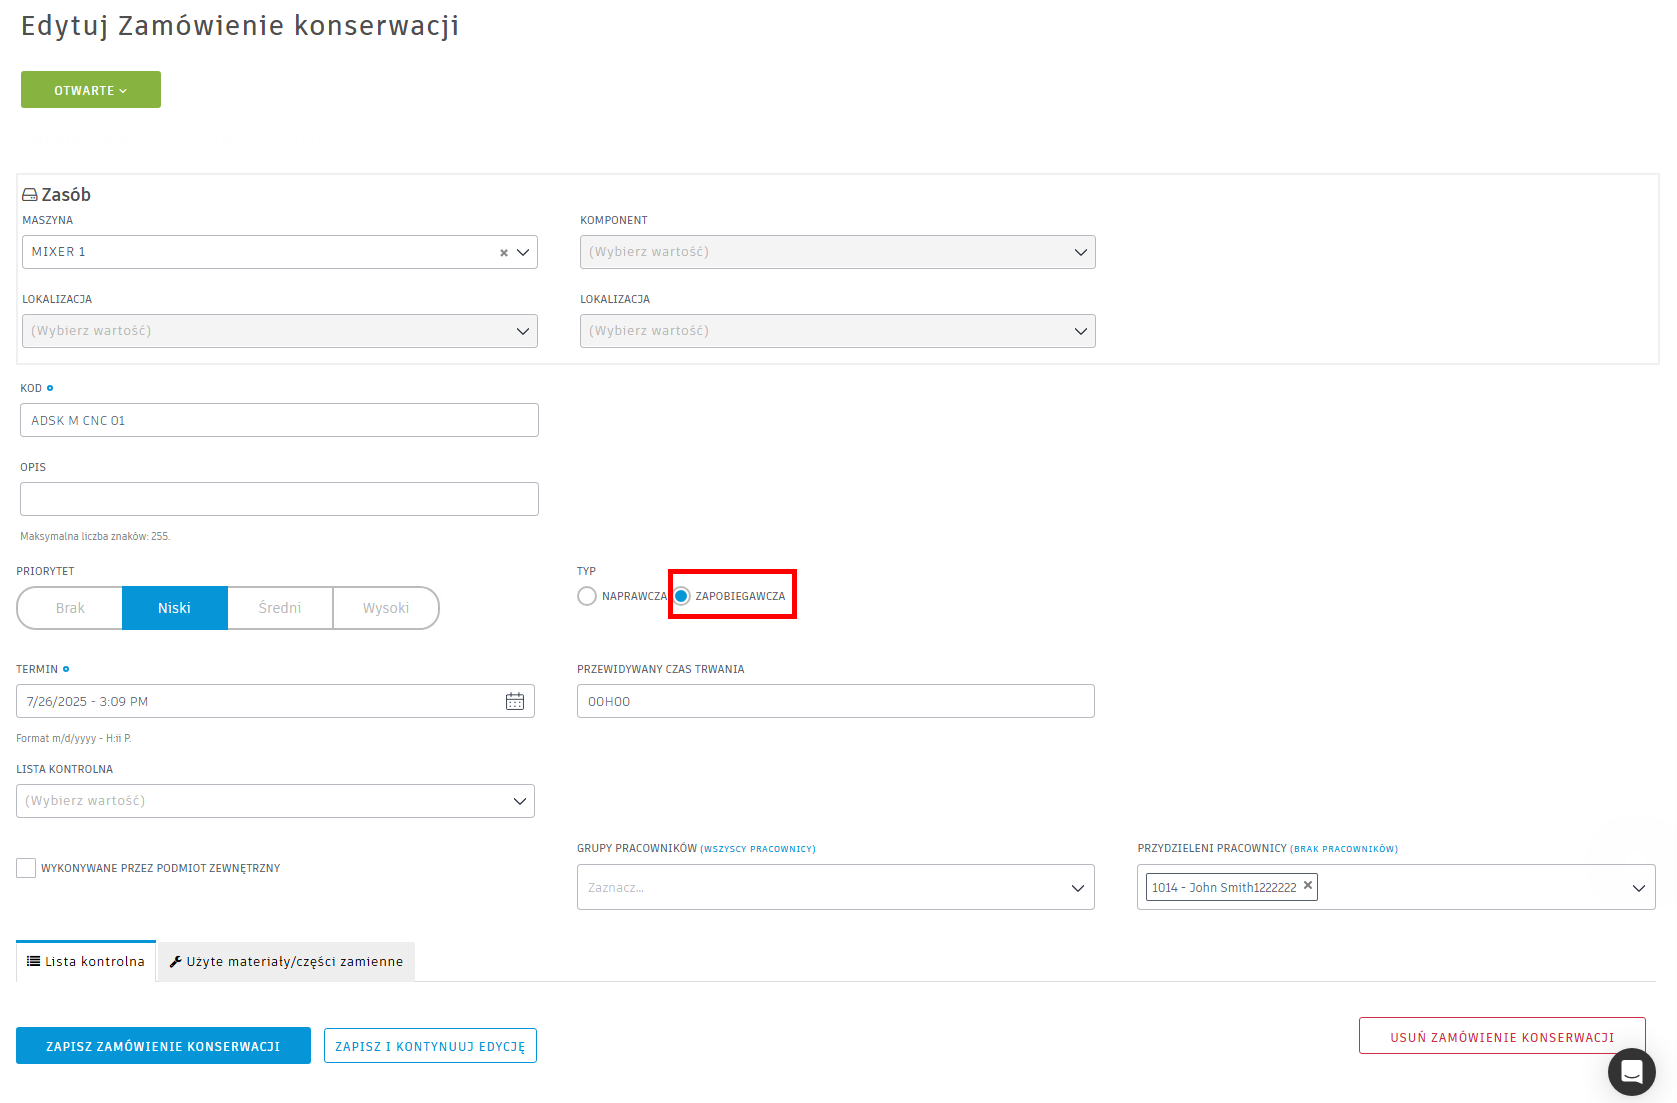 Edytuj Zamówienie konserwacji
OTWARTE
Zasób
MASZYNA
KOMPONENT
MIXER 1
(Wybierz wartość)
LOKALIZACJA
LOKALIZACJA
(Wybierz wartość)
(Wybierz wartość)
KOD
ADSK M CNC 01
OPIS
Maksymalna liczba znaków: 255.
PRIORYTET
TYP
Brak
Niski
Średni
Wysoki
NAPRAWCZA
ZAPOBIEGAWCZA
TERMIN
PRZEWIDYWANY CZAS TRWANIA
7/26/2025 - 3:09 PM
00H00
Format m/d/yyyy - H:ii P.
LISTA KONTROLNA
(Wybierz wartość)
WYKONYWANE PRZEZ PODMIOT ZEWNĘTRZNY
GRUPY PRACOWNIKÓW (WSZYSCY PRACOWNICY)
PRZYDZIELENI PRACOWNICY (BRAK PRACOWNIKÓW)
Zaznacz...
1014 - John Smith1222222
Lista kontrolna
Użyte materiały/części zamienne
ZAPISZ ZAMÓWIENIE KONSERWACJI
ZAPISZ I KONTYNUUJ EDYCJĘ
USUŃ ZAMÓWIENIE KONSERWACJI